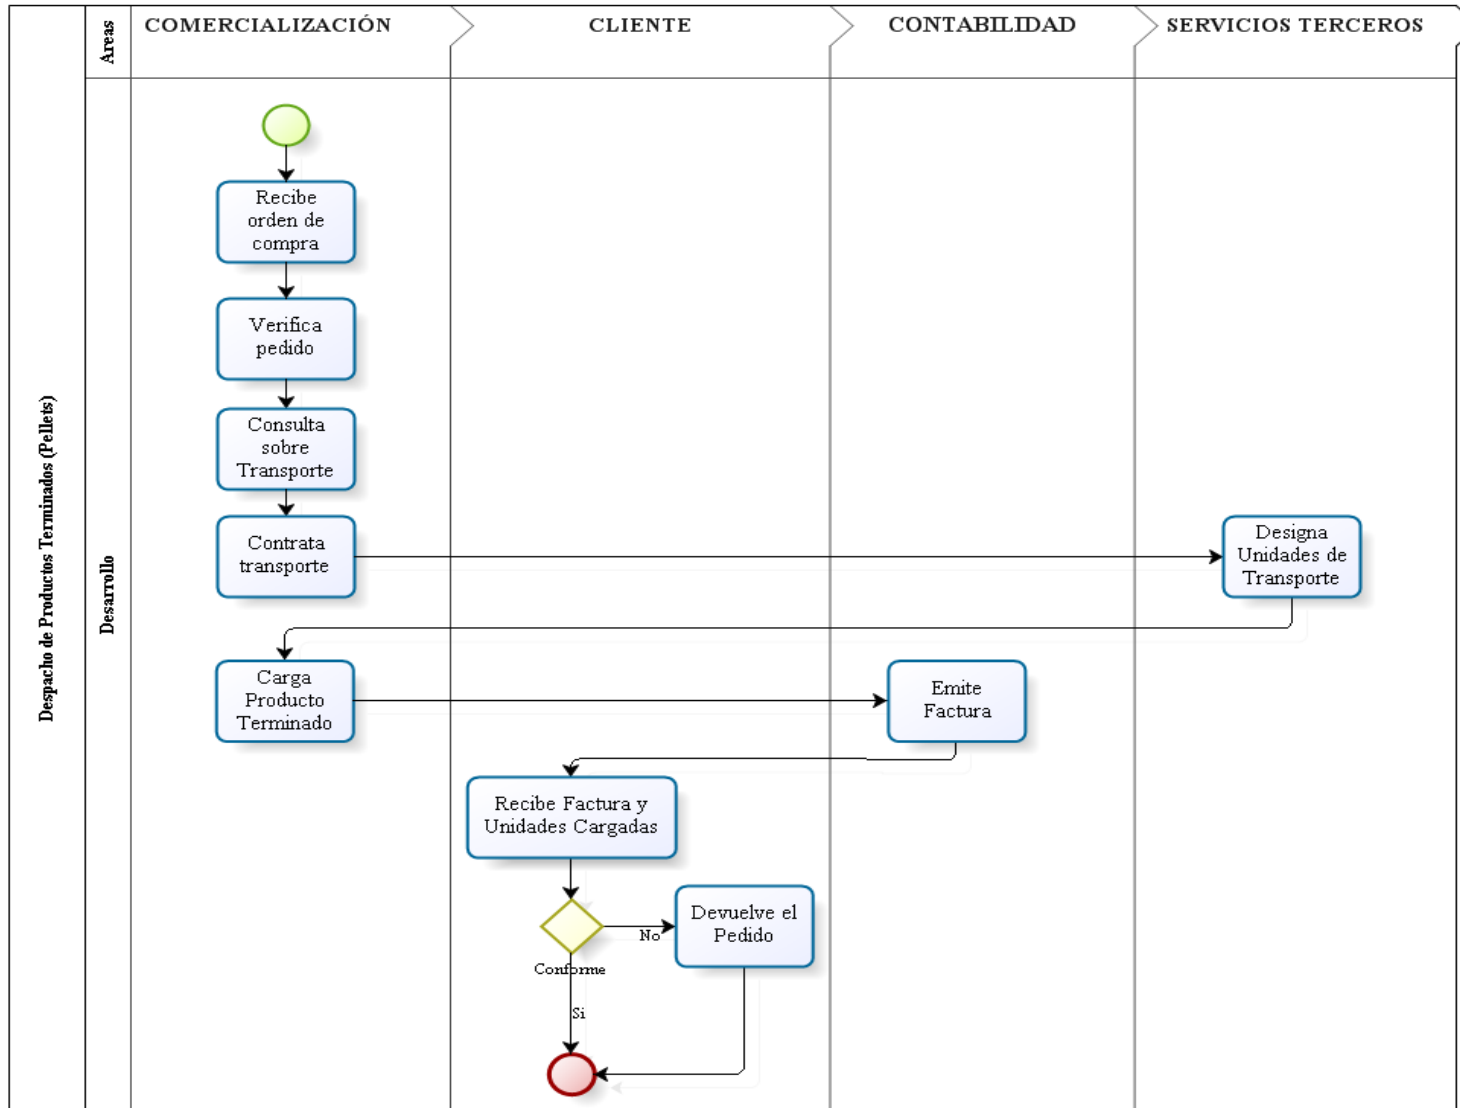 Despacho de Productos Terminados (Pellets)
Areas
COMERCIALIZACIÓN
CLIENTE
CONTABILIDAD
SERVICIOS TERCEROS
Desarrollo
Recibe
orden de
compra
Verifica
pedido
Consulta
sobre
Transporte
Contrata
transporte
Designa
Unidades de
Transporte
Carga
Producto
Terminado
Emite
Factura
Recibe Factura y
Unidades Cargadas
Devuelve el
Pedido
No
Conforme
Si